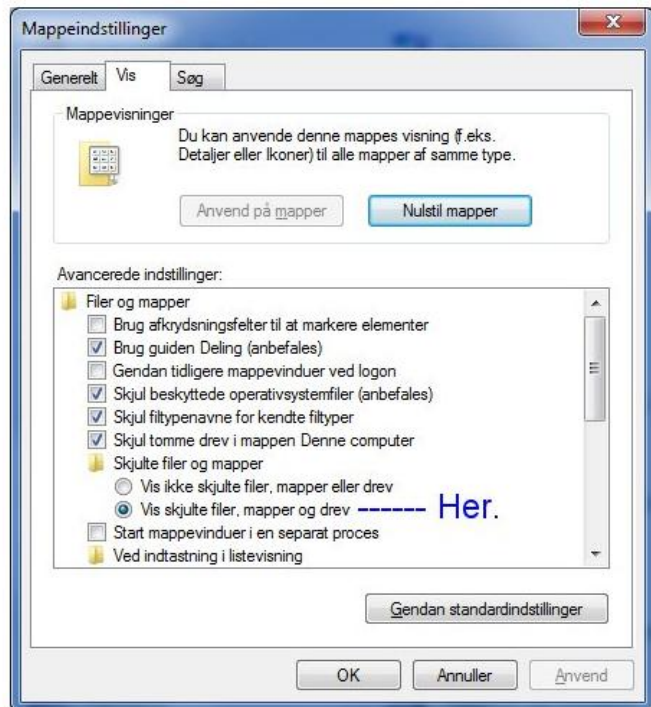 Mappeindstillinger
Generelt Vis Søg
Mappevisninger
Du kan anvende denne mappes visning (f.eks.
Detaljer eller Ikoner) til alle mapper af samme type.
Anvend på mapper Nulstil mapper
Avancerede indstillinger:
Filer og mapper
Brug afkrydsningsfelter til at markere elementer
Brug guiden Deling (anbefales)
Gendan tidligere mappevinduer ved logon
Skjul beskyttede operativsystemfiler (anbefales)
Skjul filtypenavne for kendte filtyper
Skjul tomme drev i mappen Denne computer
Skjulte filer og mapper
Vis ikke skjulte filer, mapper eller drev
Vis skjulte filer, mapper og drev ------ Her.
Start mappevinduer i en separat proces
Ved indtastning i listevisning
Gendan standardindstillinger
OK Annuller Anvend